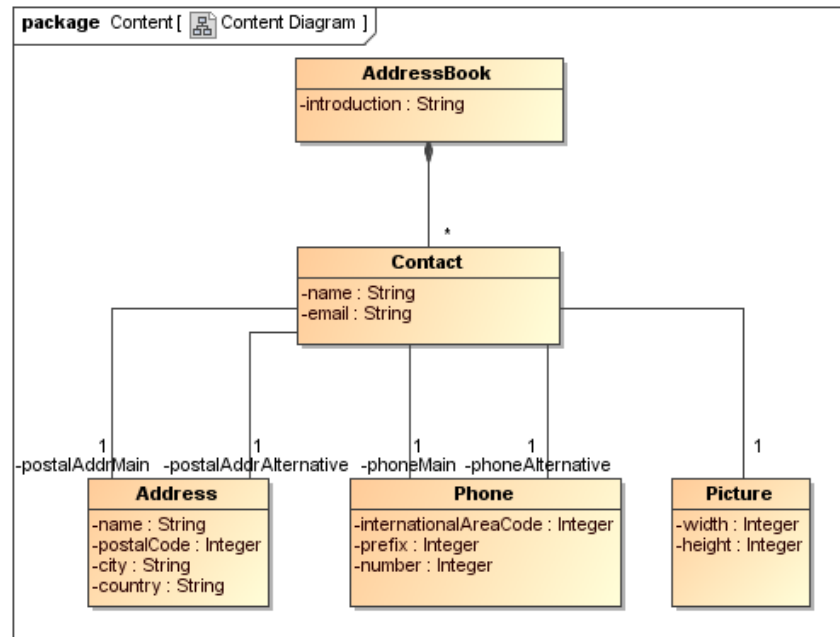 package Content [ Content Diagram ]
AddressBook
-introduction : String
*
Contact
-name : String
-email : String
1 1 1 1 1
-postalAddrMain -postalAddrAlternative -phoneMain -phoneAlternative
Address
-name : String
-postalCode : Integer
-city : String
-country : String
Phone
-internationalAreaCode : Integer
-prefix : Integer
-number : Integer
Picture
-width : Integer
-height : Integer